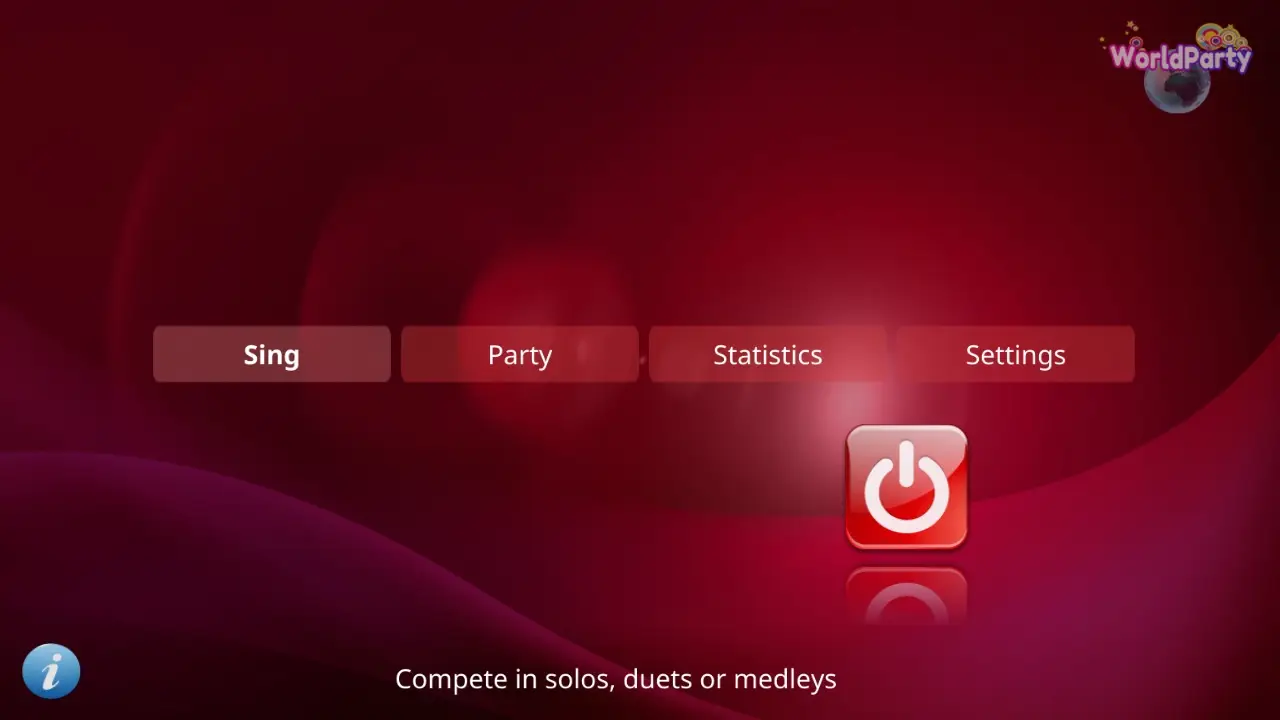 WorldParty
Sing
Party
Statistics
Settings
i
Compete in solos, duets or medleys